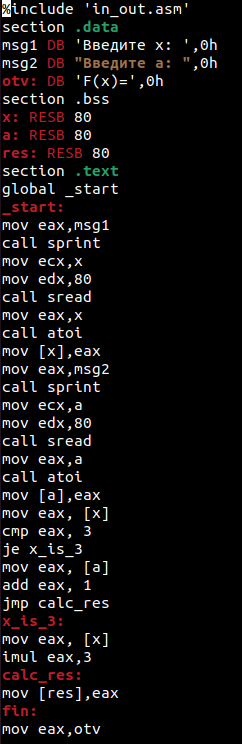 %include 'in_out.asm'
section .data
msg1 DB 'Введите x: ',0h
msg2 DB "Введите a: ",0h
otv: DB 'F(x)=',0h
section .bss
x: RESB 80
a: RESB 80
res: RESB 80
section .text
global _start
_start:
mov eax,msg1
call sprint
mov ecx,x
mov edx,80
call sread
mov eax,x
call atoi
mov [x],eax
mov eax,msg2
call sprint
mov ecx,a
mov edx,80
call sread
mov eax,a
call atoi
mov [a],eax
mov eax, [x]
cmp eax, 3
je x_is_3
mov eax, [a]
add eax, 1
jmp calc_res
x_is_3:
mov eax, [x]
imul eax,3
calc_res:
mov [res],eax
fin:
mov eax,otv